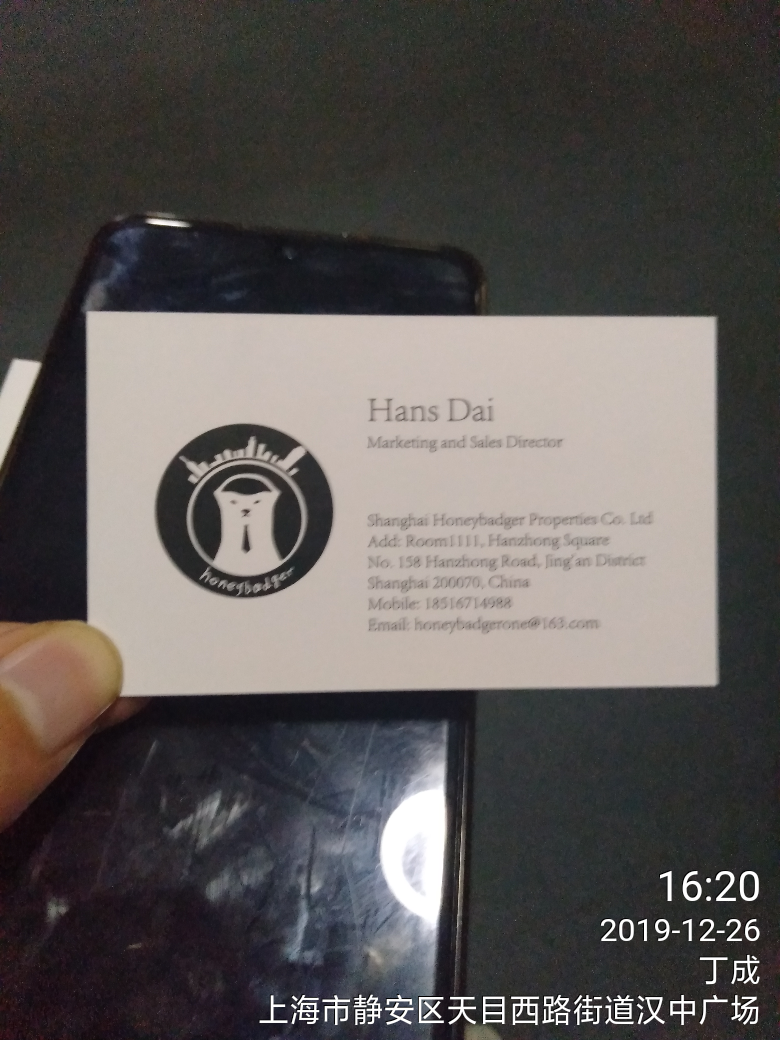 Hans Dai
Marketing and Sales Director
honeybadger
Shanghai Honeybadger Properties Co. Ltd
Add: Room1111, Hanzhong Square
No. 158 Hanzhong Road, Jing'an District
Shanghai 200070, China
Mobile: 18516714988
Email: honeybadgerone@163.com
16:20
2019-12-26
丁成
上海市静安区天目西路街道汉中广场